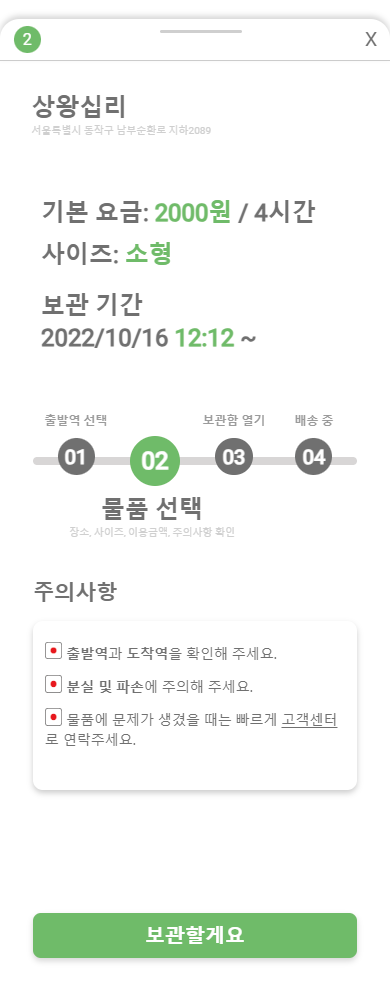 2
X
상왕십리
서울특별시 동작구 남부순환로 지하2089
기본 요금: 2000원 / 4시간
사이즈: 소형
보관 기간
2022/10/16 12:12 ~
출발역 선택 보관함 열기 배송 중
01 02 03 04
물품 선택
장소, 사이즈, 이용금액, 주의사항 확인
주의사항
출발역과 도착역을 확인해 주세요.
분실 및 파손에 주의해 주세요.
물품에 문제가 생겼을 때는 빠르게 고객센터
로 연락주세요.
보관할게요